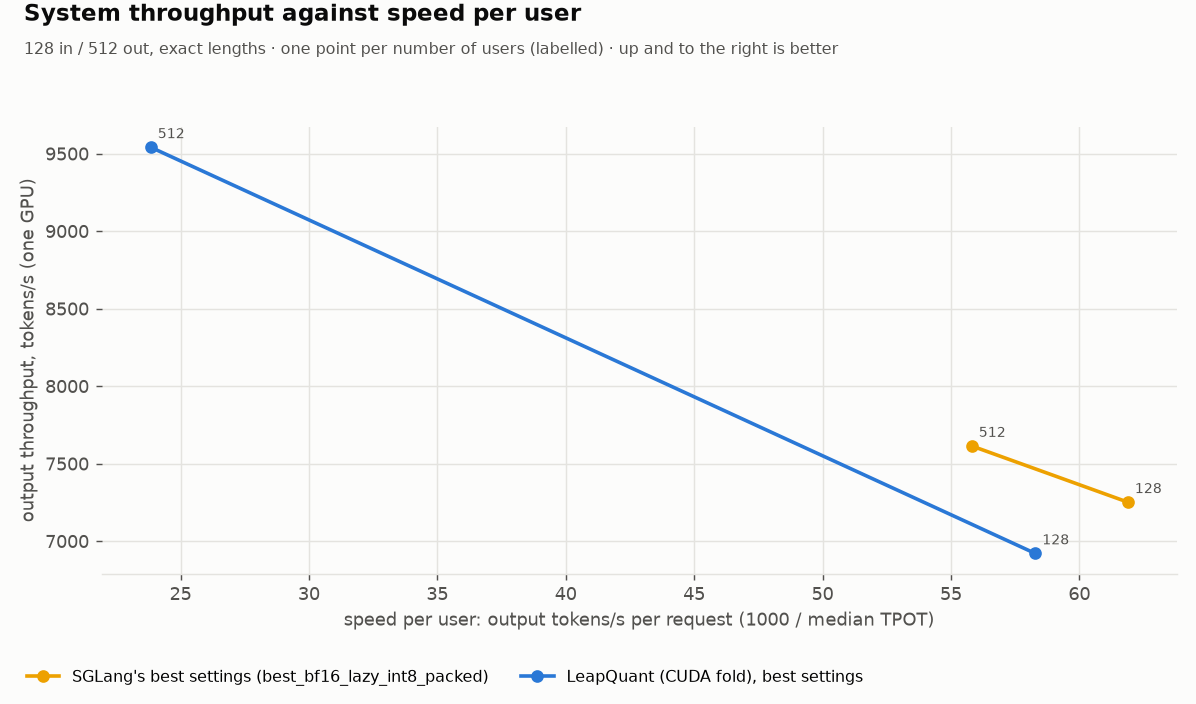 System throughput against speed per user
128 in / 512 out, exact lengths · one point per number of users (labelled) · up and to the right is better
output throughput, tokens/s (one GPU)
9500
9000
8500
8000
7500
7000
512
512
128
128
25 30 35 40 45 50 55 60
speed per user: output tokens/s per request (1000 / median TPOT)
SGLang's best settings (best_bf16_lazy_int8_packed) LeapQuant (CUDA fold), best settings